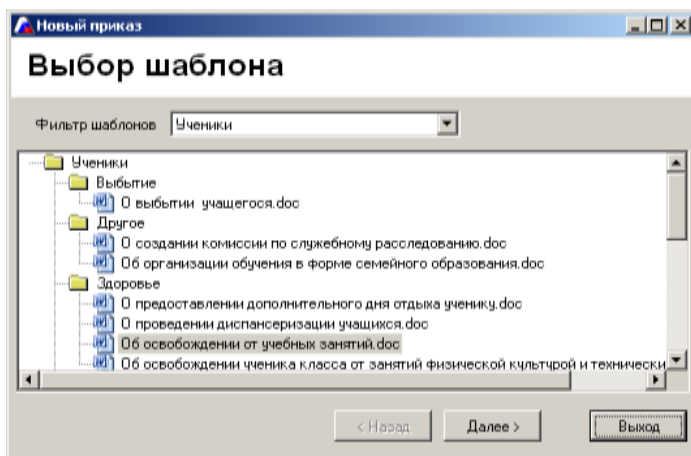 Новый приказ
Выбор шаблона
Фильтр шаблонов Ученики
Ученики
Выбытие
О выбытии учащегося.doc
Другое
О создании комиссии по служебному расследованию.doc
Об организации обучения в форме семейного образования.doc
Здоровье
О предоставлении дополнительного дня отдыха ученику.doc
О проведении диспансеризации учащихся.doc
Об освобождении от учебных занятий.doc
Об освобождении ученика класса от занятий физической культурой и технически
< Назад Далее > Выход